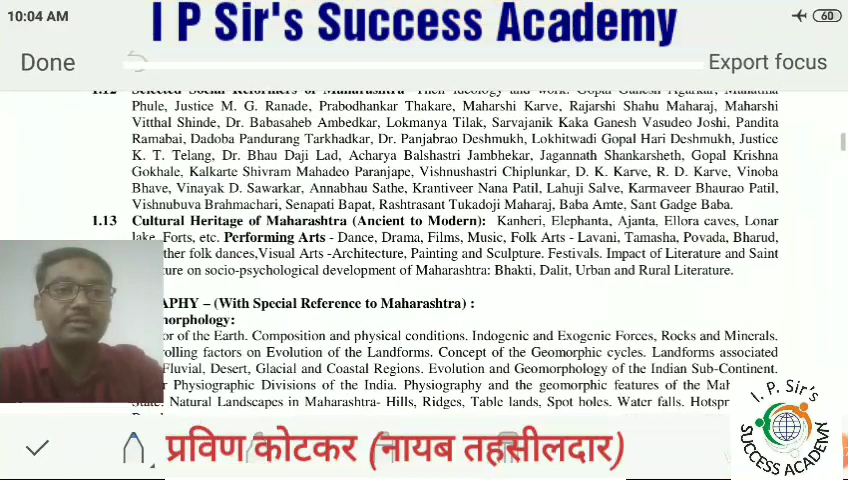 10:04 AM
I P Sir's Success Academy
60
Done
Export focus
1.12 Selected Social Reformers of Maharashtra- Their ideology and work: Gopal Ganesh Agarkar, Mahatma
Phule, Justice M. G. Ranade, Prabodhankar Thakare, Maharshi Karve, Rajarshi Shahu Maharaj, Maharshi
Vitthal Shinde, Dr. Babasaheb Ambedkar, Lokmanya Tilak, Sarvajanik Kaka Ganesh Vasudeo Joshi, Pandita
Ramabai, Dadoba Pandurang Tarkhadkar, Dr. Panjabrao Deshmukh, Lokhitwadi Gopal Hari Deshmukh, Justice
K. T. Telang, Dr. Bhau Daji Lad, Acharya Balshastri Jambhekar, Jagannath Shankarsheth, Gopal Krishna
Gokhale, Kalkarte Shivram Mahadeo Paranjape, Vishnushastri Chiplunkar, D. K. Karve, R. D. Karve, Vinoba
Bhave, Vinayak D. Sawarkar, Annabhau Sathe, Krantiveer Nana Patil, Lahuji Salve, Karmaveer Bhaurao Patil,
Vishnubuva Brahmachari, Senapati Bapat, Rashtrasant Tukadoji Maharaj, Baba Amte, Sant Gadge Baba.
1.13 Cultural Heritage of Maharashtra (Ancient to Modern): Kanheri, Elephanta, Ajanta, Ellora caves, Lonar
lake, Forts, etc. Performing Arts - Dance, Drama, Films, Music, Folk Arts - Lavani, Tamasha, Povada, Bharud,
ther folk dances,Visual Arts -Architecture, Painting and Sculpture. Festivals. Impact of Literature and Saint
ture on socio-psychological development of Maharashtra: Bhakti, Dalit, Urban and Rural Literature.
APHY – (With Special Reference to Maharashtra) :
morphology:
or of the Earth. Composition and physical conditions. Indogenic and Exogenic Forces, Rocks and Minerals.
rolling factors on Evolution of the Landforms. Concept of the Geomorphic cycles. Landforms associated
Fluvial, Desert, Glacial and Coastal Regions. Evolution and Geomorphology of the Indian Sub-Continent.
r Physiographic Divisions of the India. Physiography and the geomorphic features of the Mah
State. Natural Landscapes in Maharashtra- Hills, Ridges, Table lands, Spot holes. Water falls. Hotspr
प्रविण कोटकर (नायब तहसीलदार)
I. P. Sir's
SUCCESS ACADEMY